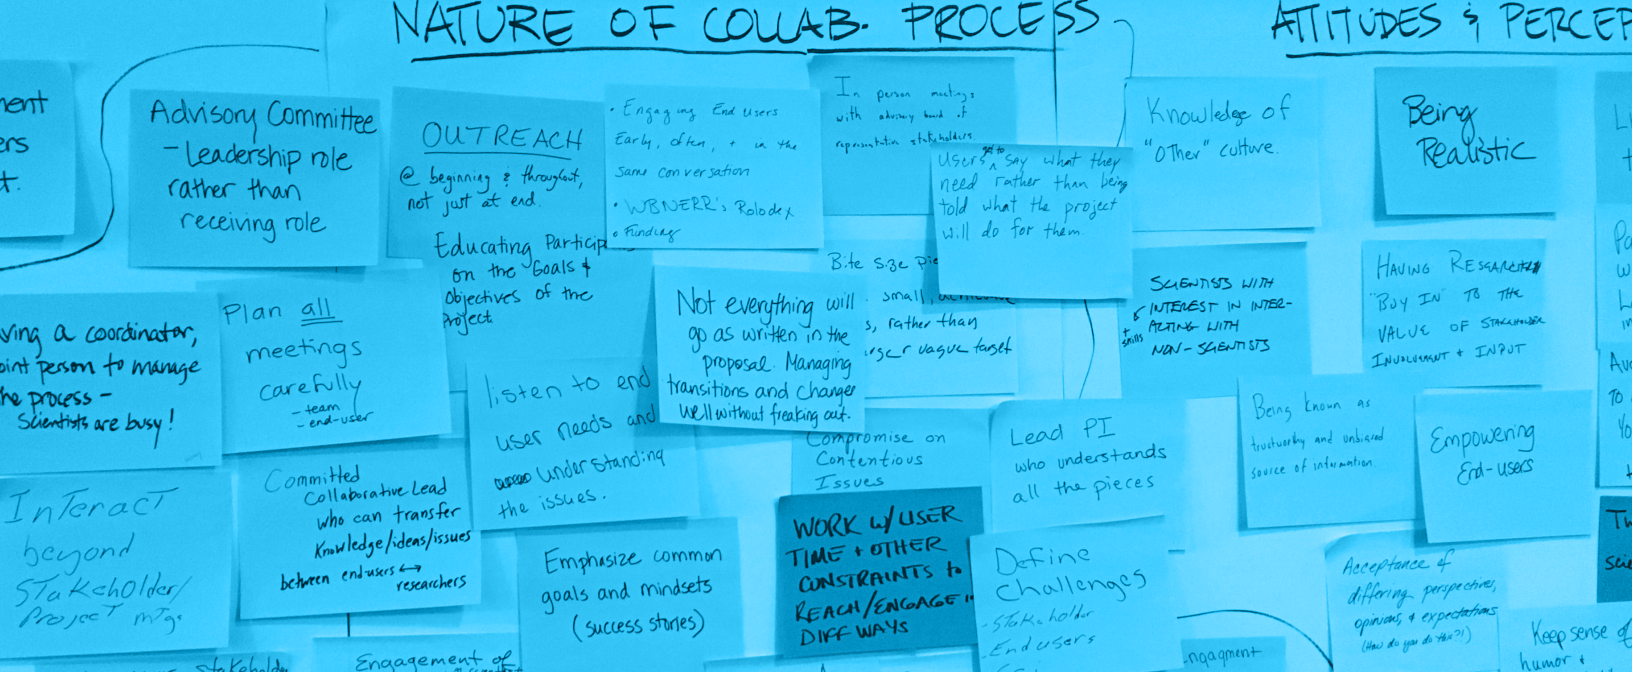 NATURE OF COLLAB. PROCESS
ATTITUDES & PERCEP
ers
t.
Advisory Committee
- Leadership role
rather than
receiving role
OUTREACH
@ beginning & throughout,
not just at end.
• Engaging End users
Early, often, + in the
same conversation
• WBNERR's Rolodex
• Funding
In person meetings
with advisory board of
representative stakeholders.
Users get to say what they
need rather than being
told what the project
will do for them.
Knowledge of
"other" culture.
Being
Realistic
Educating Particip
on the Goals &
Objectives of the
Project
Bite size pie
small,
s, rather than
rger vague target
Not everything will
go as written in the
proposal. Managing
transitions and changes
well without freaking out.
SCIENTISTS WITH
INTEREST IN INTER-
ACTING WITH
NON-SCIENTISTS
+ skills
HAVING RESEARCH
"BUY IN" TO THE
VALUE OF STAKEHOLDER
INVOLVEMENT + INPUT
ving a coordinator,
oint person to manage
the process -
Scientists are busy!
Plan all
meetings
carefully
- team
- end-user
listen to end
user needs and
understanding
the issues.
Compromise on
Contentious
Issues
Lead PI
who understands
all the pieces
Being known as
trustworthy and unbiased
source of information.
Empowering
End-users
Interact
beyond
Stakeholder/
Project mtgs
Committed
Collaborative Lead
who can transfer
knowledge/ideas/issues
between end users ↔
researchers
Emphasize common
goals and mindsets
(success stories)
WORK w/ USER
TIME + OTHER
CONSTRAINTS to
REACH/ENGAGE in
DIFF WAYS
Define
challenges
- Stakeholder
- End users
Acceptance of
differing perspectives,
opinions, & expectations
(How do you do this?!)
Keep sense of
humor +
Stakeholder
Engagement of
ngagment